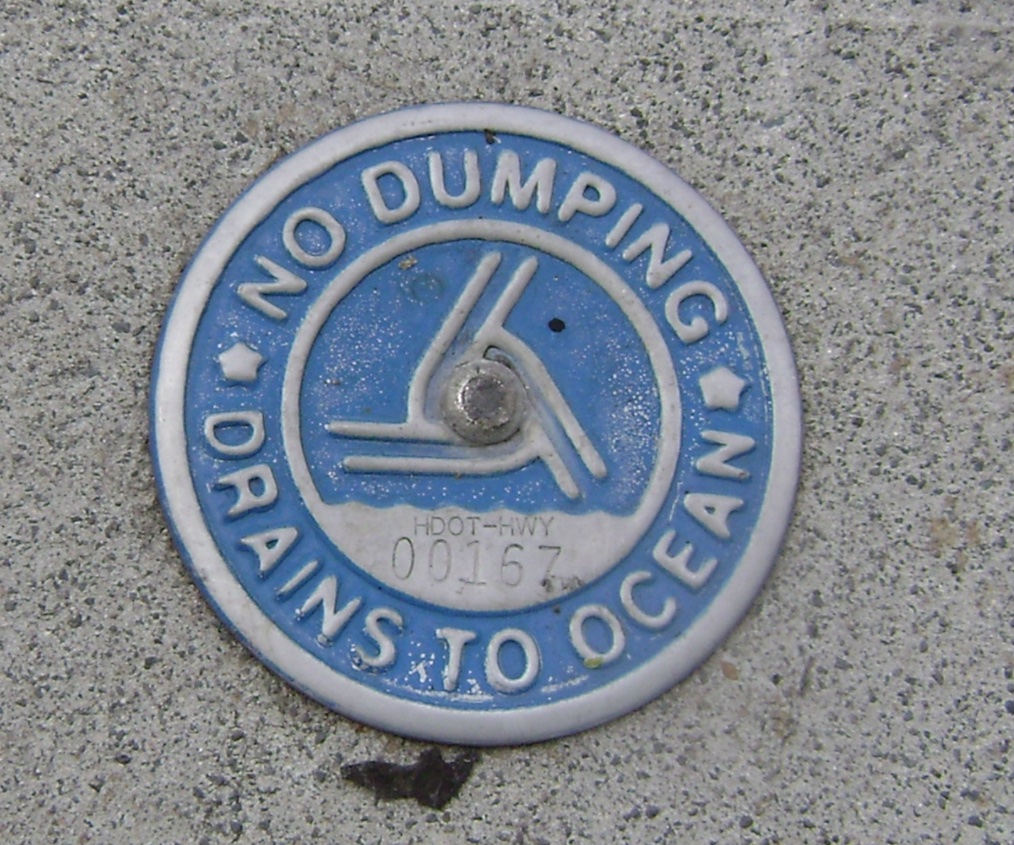 NO DUMPING
HDOT-HWY
00167
DRAINS TO OCEAN